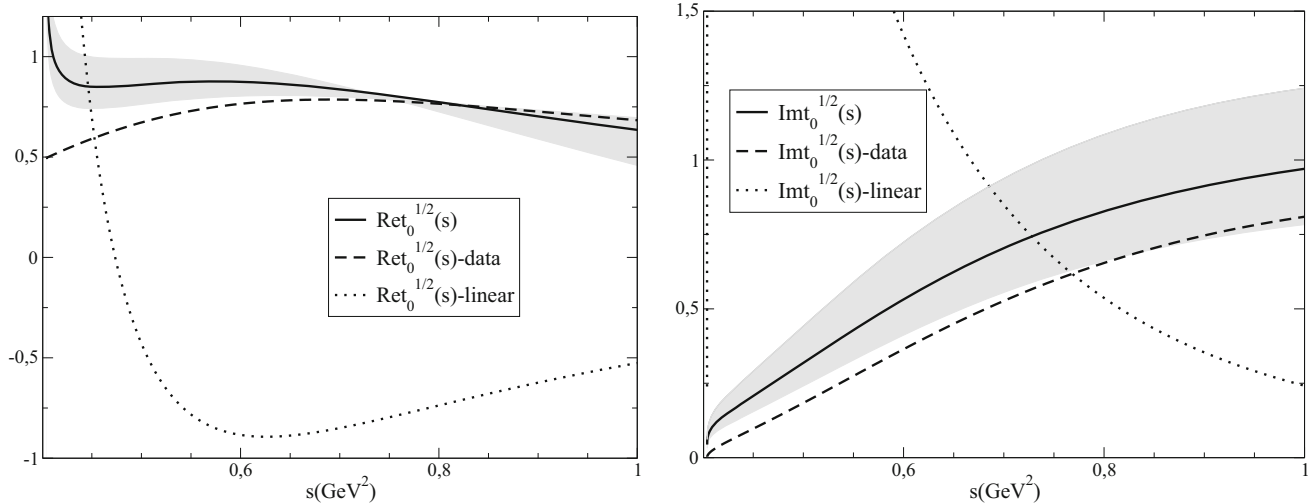 1
0,5
0
-0,5
-1
0,6
0,8
1
s(GeV²)
Ret₀^{1/2}(s)
Ret₀^{1/2}(s)-data
Ret₀^{1/2}(s)-linear
1,5
1
0,5
0
0,6
0,8
1
s(GeV²)
Imt₀^{1/2}(s)
Imt₀^{1/2}(s)-data
Imt₀^{1/2}(s)-linear